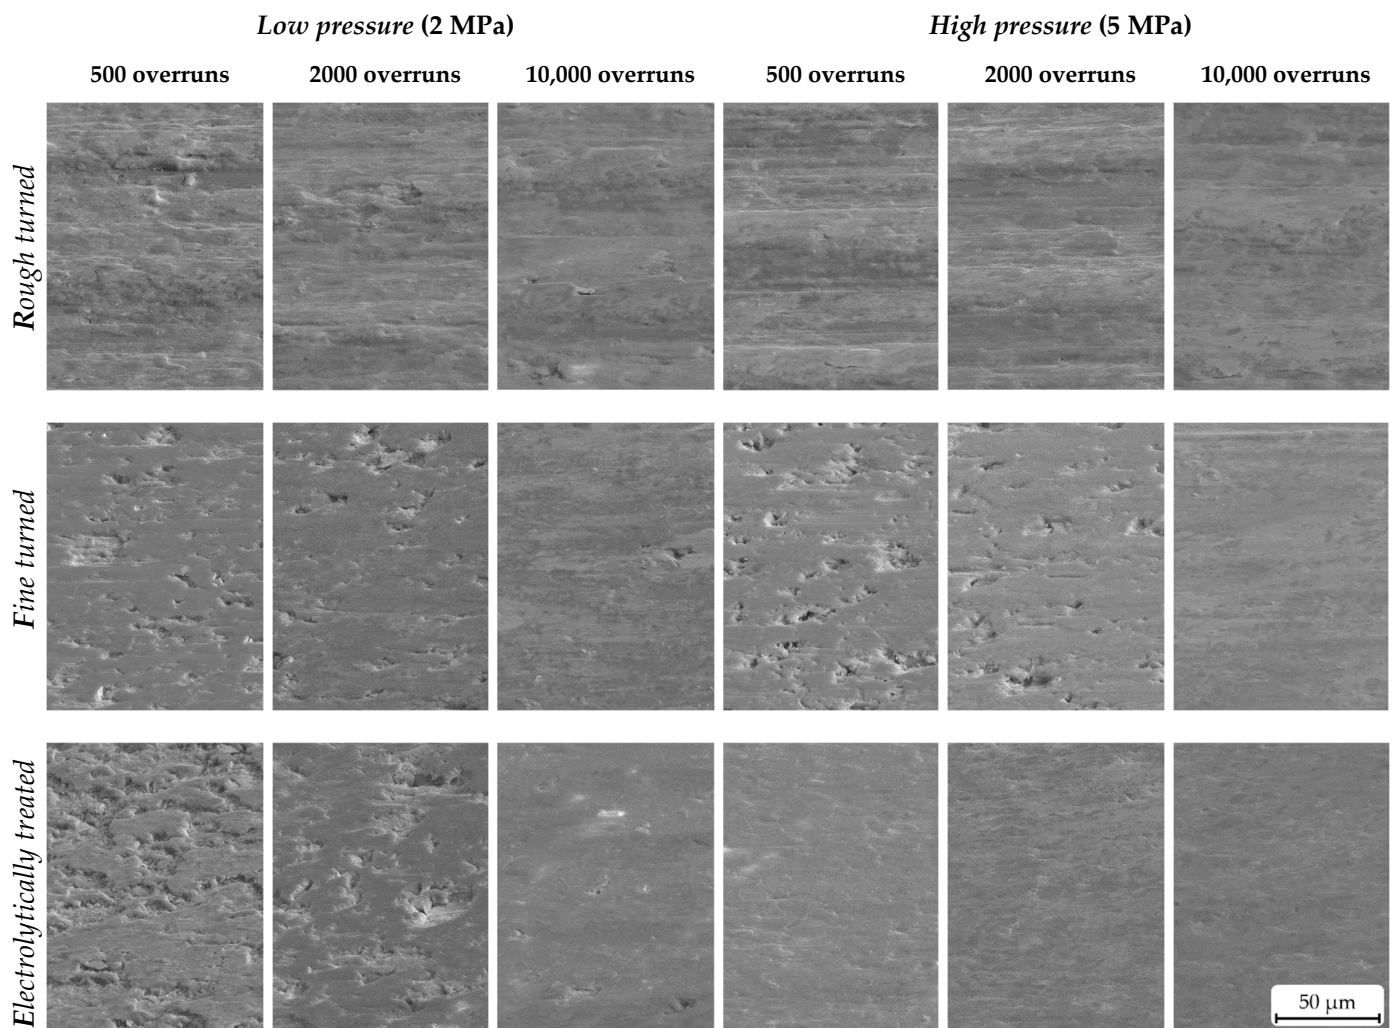 Low pressure (2 MPa) High pressure (5 MPa)
500 overruns 2000 overruns 10,000 overruns 500 overruns 2000 overruns 10,000 overruns
Rough turned
Fine turned
Electrolytically treated
50 μm